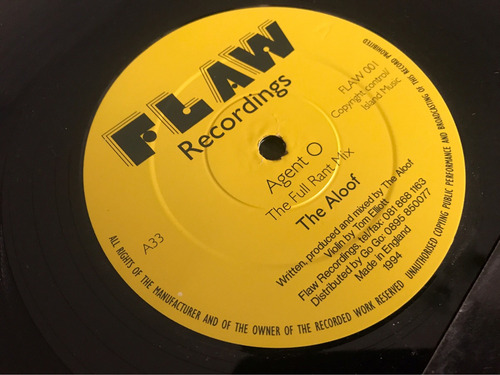 FLAW
Recordings
FLAW 001
Copyright control/
Island Music
Agent O
The Full Rant Mix
The Aloof
A33
Written, produced and mixed by The Aloof
Violin by Tom Elliott
Flaw Recordings, tel/fax: 081 868 1163
Distributed by Go Go: 0895 850077
Made in England
1994
ALL RIGHTS OF THE MANUFACTURER AND OF THE OWNER OF THE RECORDED WORK RESERVED UNAUTHORISED COPYING PUBLIC PERFORMANCE AND BROADCASTING OF THIS RECORD PROHIBITED